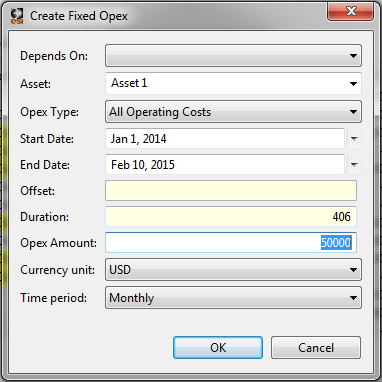 Create Fixed Opex
Depends On:
Asset: Asset 1
Opex Type: All Operating Costs
Start Date: Jan 1, 2014
End Date: Feb 10, 2015
Offset:
Duration: 406
Opex Amount: 50000
Currency unit: USD
Time period: Monthly
OK Cancel